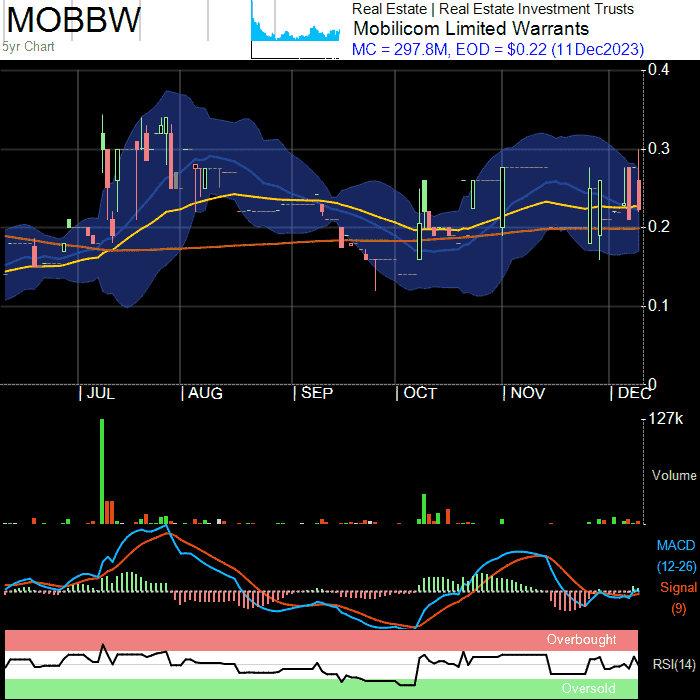 MOBBW
5yr Chart
Real Estate | Real Estate Investment Trusts
Mobilicom Limited Warrants
MC = 297.8M, EOD = $0.22 (11Dec2023)
0.4
0.3
0.2
0.1
0
JUL
AUG
SEP
OCT
NOV
DEC
127k
Volume
MACD
(12-26)
Signal
(9)
Overbought
RSI(14)
Oversold